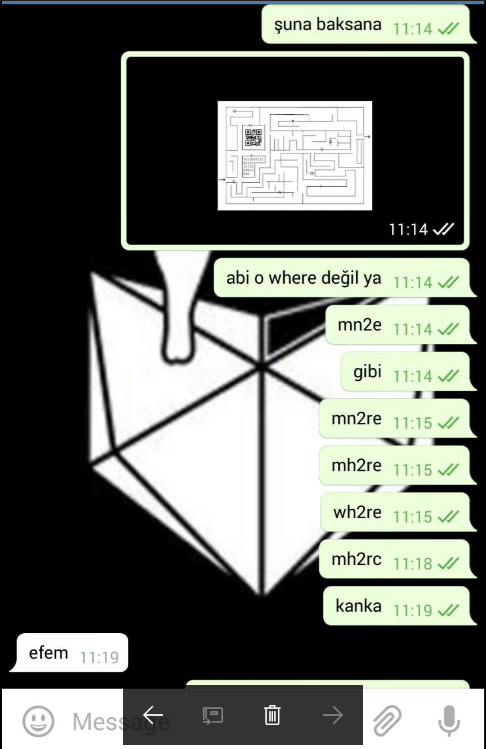 şuna baksana 11:14
11:14
abi o where değil ya 11:14
mn2e 11:14
gibi 11:14
mn2re 11:15
mh2re 11:15
wh2re 11:15
mh2rc 11:18
kanka 11:19
efem 11:19
Message